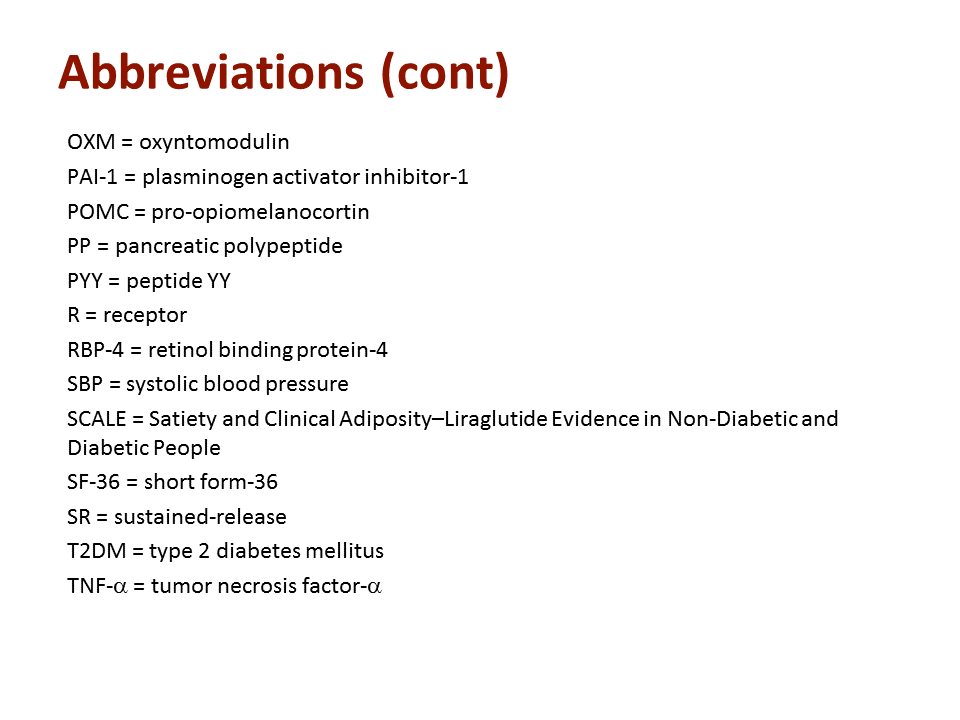 Abbreviations (cont)
OXM = oxyntomodulin
PAI-1 = plasminogen activator inhibitor-1
POMC = pro-opiomelanocortin
PP = pancreatic polypeptide
PYY = peptide YY
R = receptor
RBP-4 = retinol binding protein-4
SBP = systolic blood pressure
SCALE = Satiety and Clinical Adiposity–Liraglutide Evidence in Non-Diabetic and
Diabetic People
SF-36 = short form-36
SR = sustained-release
T2DM = type 2 diabetes mellitus
TNF-α = tumor necrosis factor-α